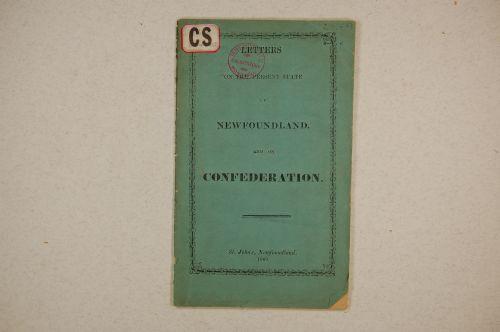 CS
LETTERS
ON THE PRESENT STATE
OF
NEWFOUNDLAND,
AND ON
CONFEDERATION.
St. John's, Newfoundland.